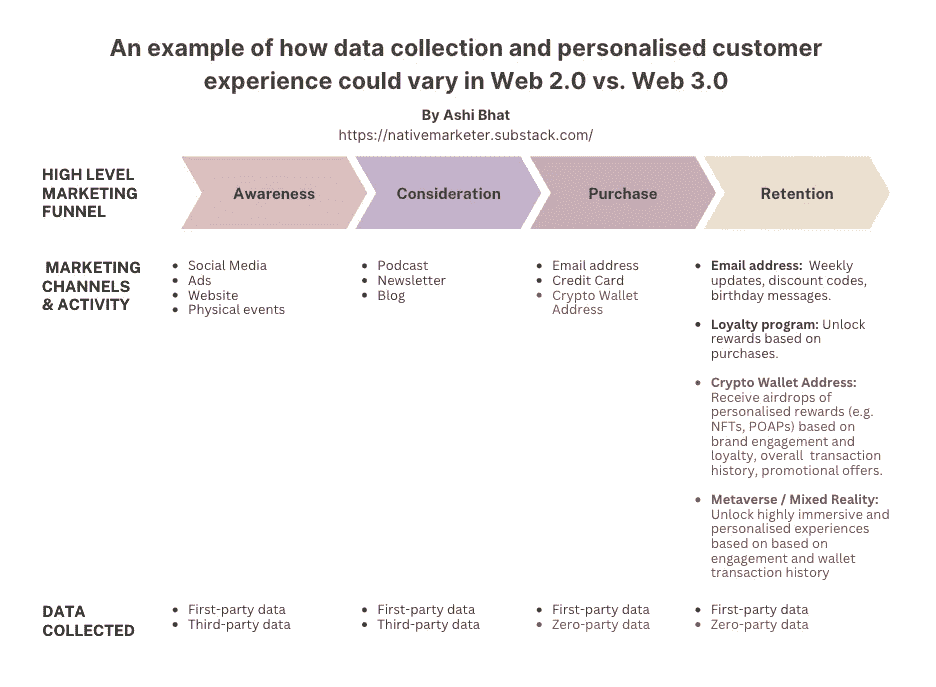 An example of how data collection and personalised customer
experience could vary in Web 2.0 vs. Web 3.0
By Ashi Bhat
https://nativemarketer.substack.com/
HIGH LEVEL
MARKETING
FUNNEL
Awareness
Consideration
Purchase
Retention
MARKETING
CHANNELS
& ACTIVITY
• Social Media
• Ads
• Website
• Physical events
• Podcast
• Newsletter
• Blog
• Email address
• Credit Card
• Crypto Wallet
Address
• Email address: Weekly
updates, discount codes,
birthday messages.
• Loyalty program: Unlock
rewards based on
purchases.
• Crypto Wallet Address:
Receive airdrops of
personalised rewards (e.g.
NFTs, POAPs) based on
brand engagement and
loyalty, overall transaction
history, promotional offers.
• Metaverse / Mixed Reality:
Unlock highly immersive and
personalised experiences
based on based on
engagement and wallet
transaction history
DATA
COLLECTED
• First-party data
• Third-party data
• First-party data
• Third-party data
• First-party data
• Zero-party data
• First-party data
• Zero-party data